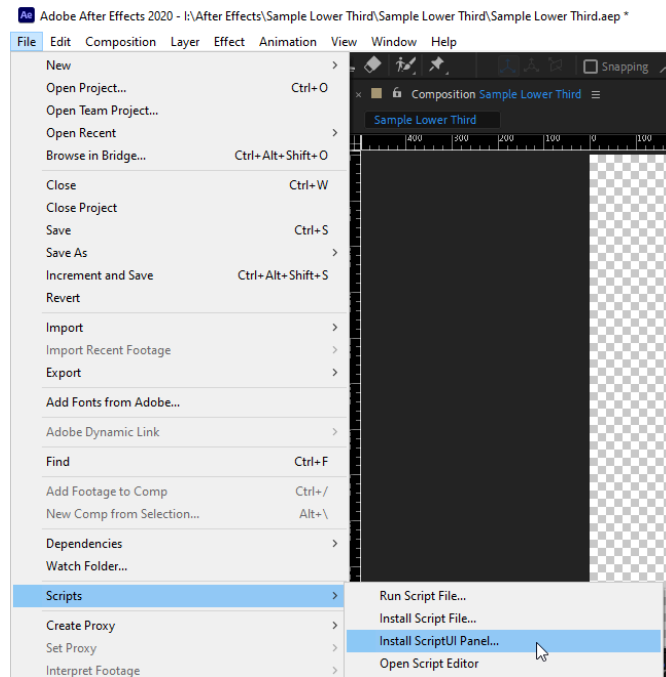 Ae Adobe After Effects 2020 - I:\After Effects\Sample Lower Third\Sample Lower Third\Sample Lower Third.aep *
File Edit Composition Layer Effect Animation View Window Help
New >
Snapping
Open Project... Ctrl+O
× Composition Sample Lower Third ≡
Open Team Project...
Sample Lower Third
Open Recent >
400 300 200 100 0 100
Browse in Bridge... Ctrl+Alt+Shift+O
Close Ctrl+W
Close Project
Save Ctrl+S
Save As >
Increment and Save Ctrl+Alt+Shift+S
Revert
Import >
Import Recent Footage >
Export >
Add Fonts from Adobe...
Adobe Dynamic Link >
Find Ctrl+F
Add Footage to Comp Ctrl+/
New Comp from Selection... Alt+\
Dependencies >
Watch Folder...
Scripts > Run Script File...
Install Script File...
Create Proxy >
Install ScriptUI Panel...
Set Proxy >
Open Script Editor
Interpret Footage >